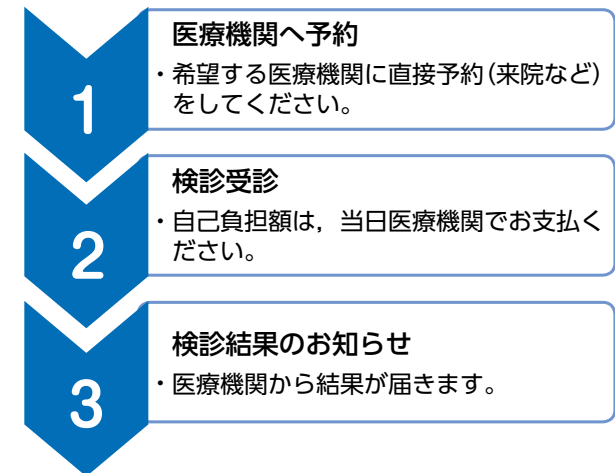 1
医療機関へ予約
・希望する医療機関に直接予約(来院など)
をしてください。
2
検診受診
・自己負担額は，当日医療機関でお支払く
ださい。
3
検診結果のお知らせ
・医療機関から結果が届きます。